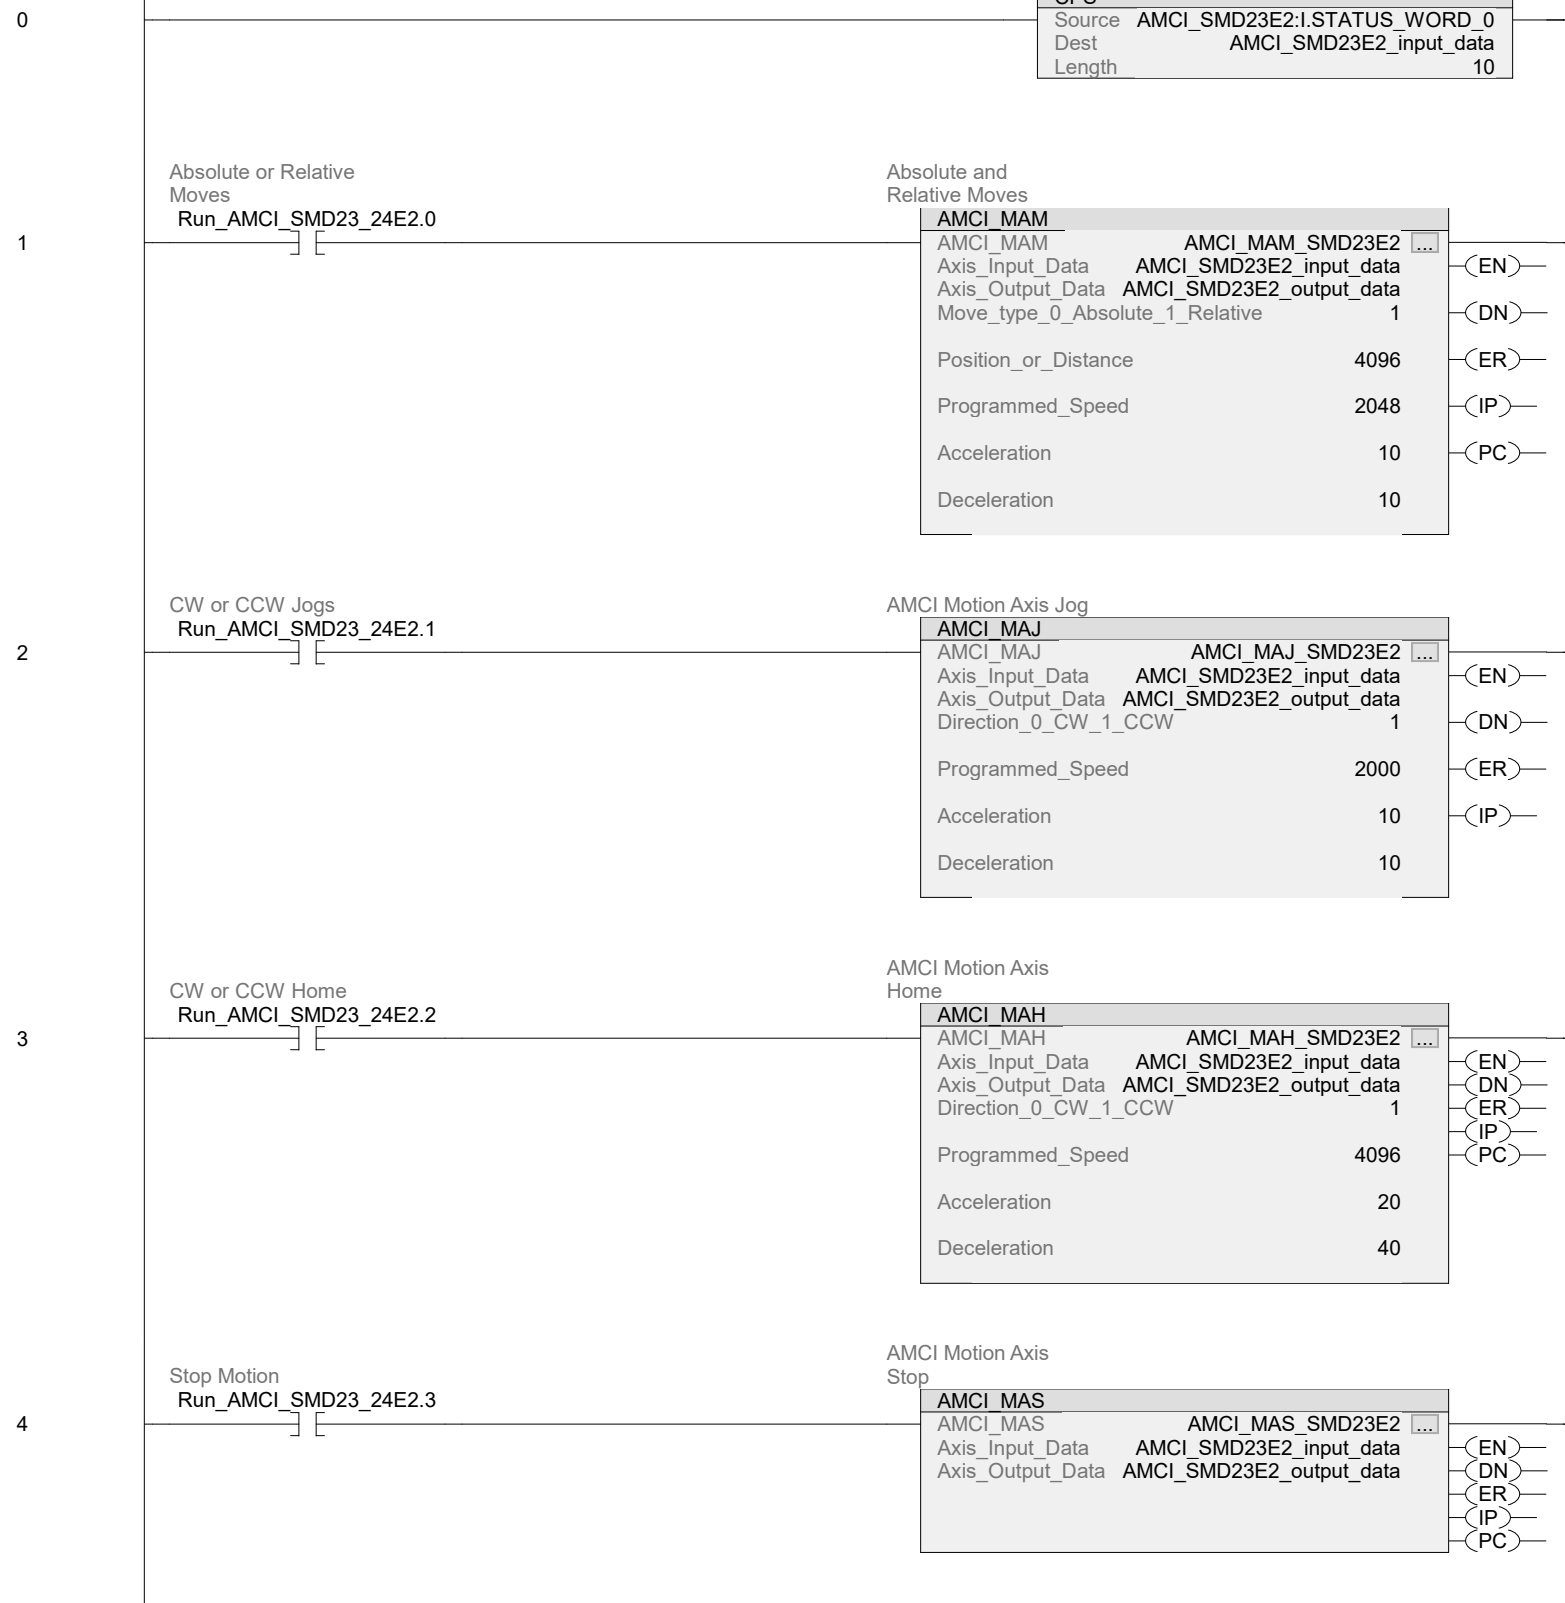 0
Source AMCI_SMD23E2:I.STATUS_WORD_0
Dest AMCI_SMD23E2_input_data
Length 10
Absolute or Relative
Moves
Run_AMCI_SMD23_24E2.0
Absolute and
Relative Moves
1
AMCI_MAM
AMCI_MAM AMCI_MAM_SMD23E2 ...
Axis_Input_Data AMCI_SMD23E2_input_data (EN)
Axis_Output_Data AMCI_SMD23E2_output_data
Move_type_0_Absolute_1_Relative 1 (DN)
Position_or_Distance 4096 (ER)
Programmed_Speed 2048 (IP)
Acceleration 10 (PC)
Deceleration 10
CW or CCW Jogs
Run_AMCI_SMD23_24E2.1
AMCI Motion Axis Jog
2
AMCI_MAJ
AMCI_MAJ AMCI_MAJ_SMD23E2 ...
Axis_Input_Data AMCI_SMD23E2_input_data (EN)
Axis_Output_Data AMCI_SMD23E2_output_data
Direction_0_CW_1_CCW 1 (DN)
Programmed_Speed 2000 (ER)
Acceleration 10 (IP)
Deceleration 10
CW or CCW Home
Run_AMCI_SMD23_24E2.2
AMCI Motion Axis
Home
3
AMCI_MAH
AMCI_MAH AMCI_MAH_SMD23E2 ...
Axis_Input_Data AMCI_SMD23E2_input_data (EN)
Axis_Output_Data AMCI_SMD23E2_output_data (DN)
Direction_0_CW_1_CCW 1 (ER)
(IP)
Programmed_Speed 4096 (PC)
Acceleration 20
Deceleration 40
Stop Motion
Run_AMCI_SMD23_24E2.3
AMCI Motion Axis
Stop
4
AMCI_MAS
AMCI_MAS AMCI_MAS_SMD23E2 ...
Axis_Input_Data AMCI_SMD23E2_input_data (EN)
Axis_Output_Data AMCI_SMD23E2_output_data (DN)
(ER)
(IP)
(PC)